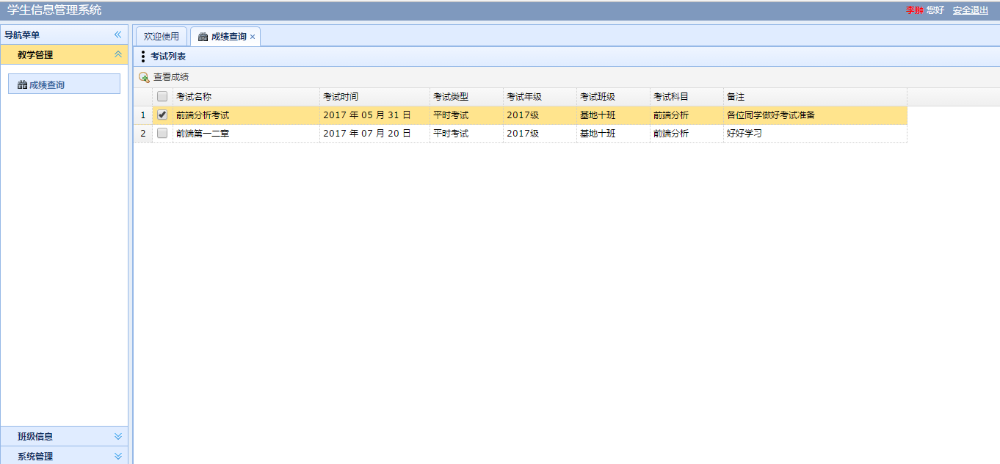 学生信息管理系统
李翀 您好 安全退出
导航菜单
教学管理
成绩查询
班级信息
系统管理
欢迎使用 成绩查询
考试列表
查看成绩
考试名称 考试时间 考试类型 考试年级 考试班级 考试科目 备注
1 前端分析考试 2017 年 05 月 31 日 平时考试 2017级 基地十班 前端分析 各位同学做好考试准备
2 前端第一二章 2017 年 07 月 20 日 平时考试 2017级 基地十班 前端分析 好好学习